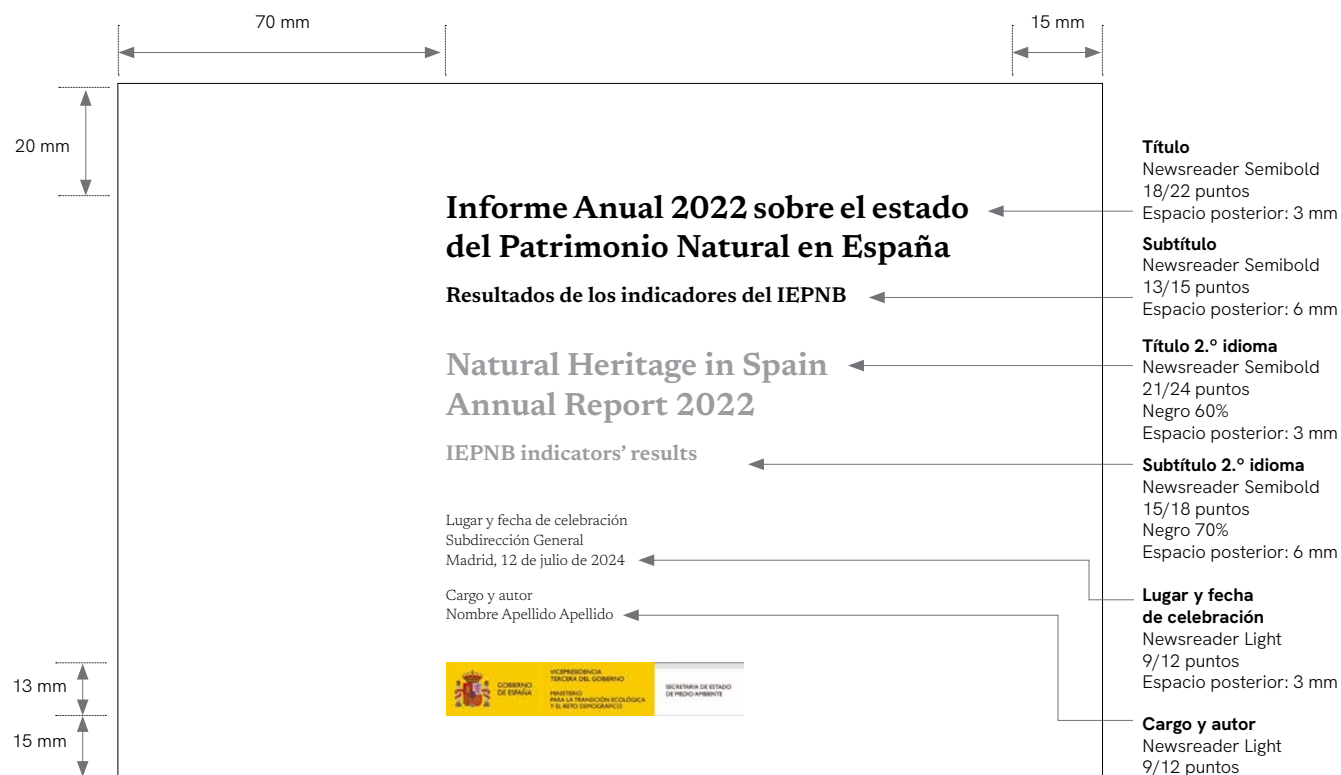 70 mm
15 mm
20 mm
Informe Anual 2022 sobre el estado
del Patrimonio Natural en España
Resultados de los indicadores del IEPNB
Natural Heritage in Spain
Annual Report 2022
IEPNB indicators’ results
Lugar y fecha de celebración
Subdirección General
Madrid, 12 de julio de 2024
Cargo y autor
Nombre Apellido Apellido
13 mm
15 mm
GOBIERNO
DE ESPAÑA
VICEPRESIDENCIA
TERCERA DEL GOBIERNO
MINISTERIO
PARA LA TRANSICIÓN ECOLÓGICA
Y EL RETO DEMOGRÁFICO
SECRETARÍA DE ESTADO
DE MEDIO AMBIENTE
Título
Newsreader Semibold
18/22 puntos
Espacio posterior: 3 mm
Subtítulo
Newsreader Semibold
13/15 puntos
Espacio posterior: 6 mm
Título 2.º idioma
Newsreader Semibold
21/24 puntos
Negro 60%
Espacio posterior: 3 mm
Subtítulo 2.º idioma
Newsreader Semibold
15/18 puntos
Negro 70%
Espacio posterior: 6 mm
Lugar y fecha
de celebración
Newsreader Light
9/12 puntos
Espacio posterior: 3 mm
Cargo y autor
Newsreader Light
9/12 puntos